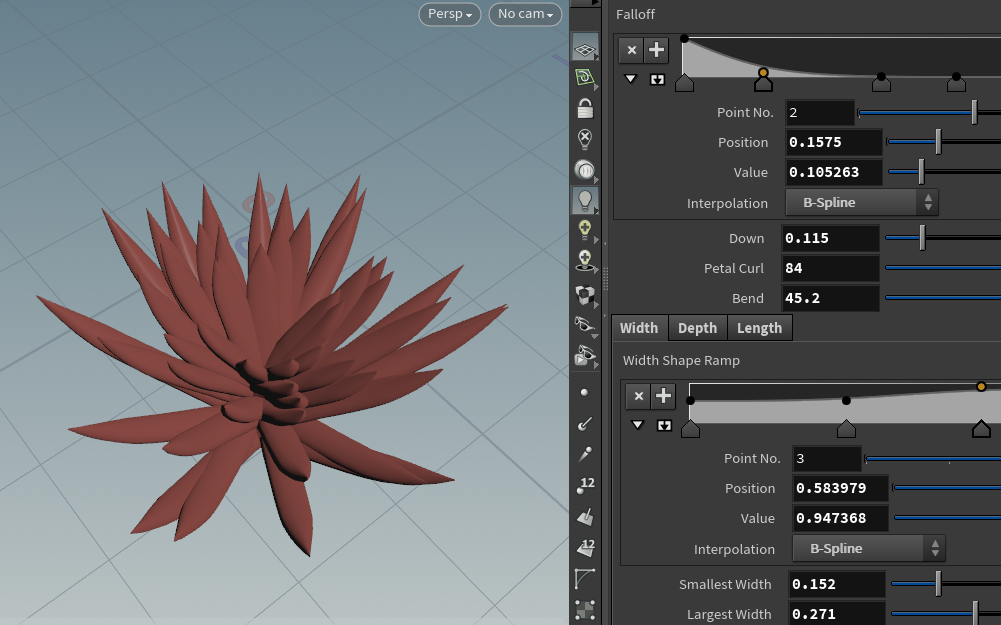 Persp
No cam
Falloff
Point No. 2
Position 0.1575
Value 0.105263
Interpolation B-Spline
Down 0.115
Petal Curl 84
Bend 45.2
Width Depth Length
Width Shape Ramp
Point No. 3
Position 0.583979
Value 0.947368
Interpolation B-Spline
Smallest Width 0.152
Largest Width 0.271
12
12